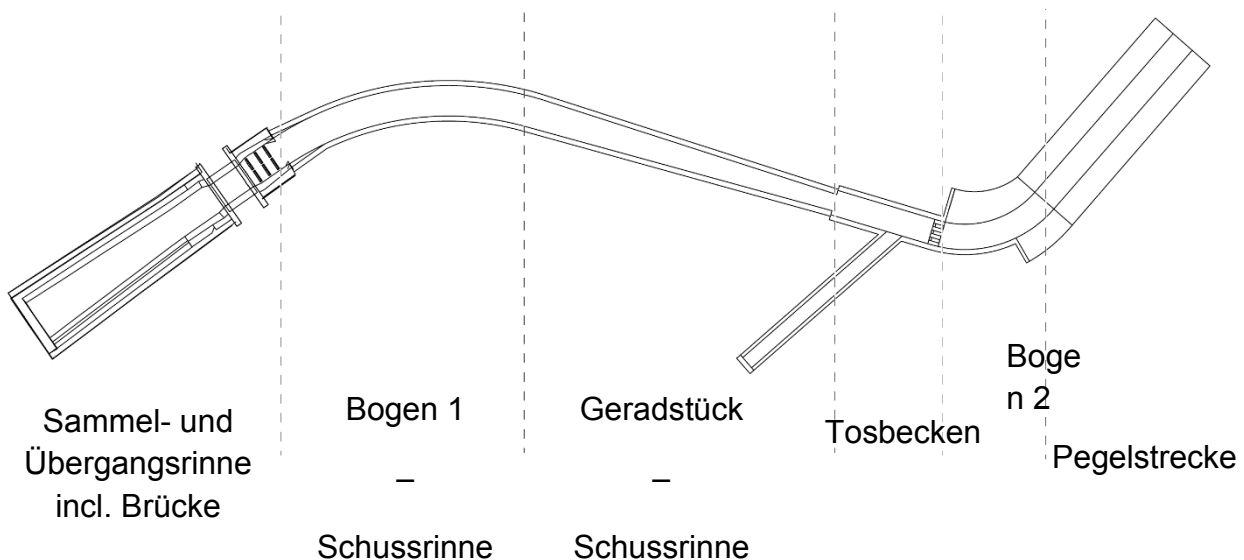 Sammel- und
Übergangsrinne
incl. Brücke
Bogen 1
–
Schussrinne
Geradstück
–
Schussrinne
Tosbecken
Boge
n 2
Pegelstrecke